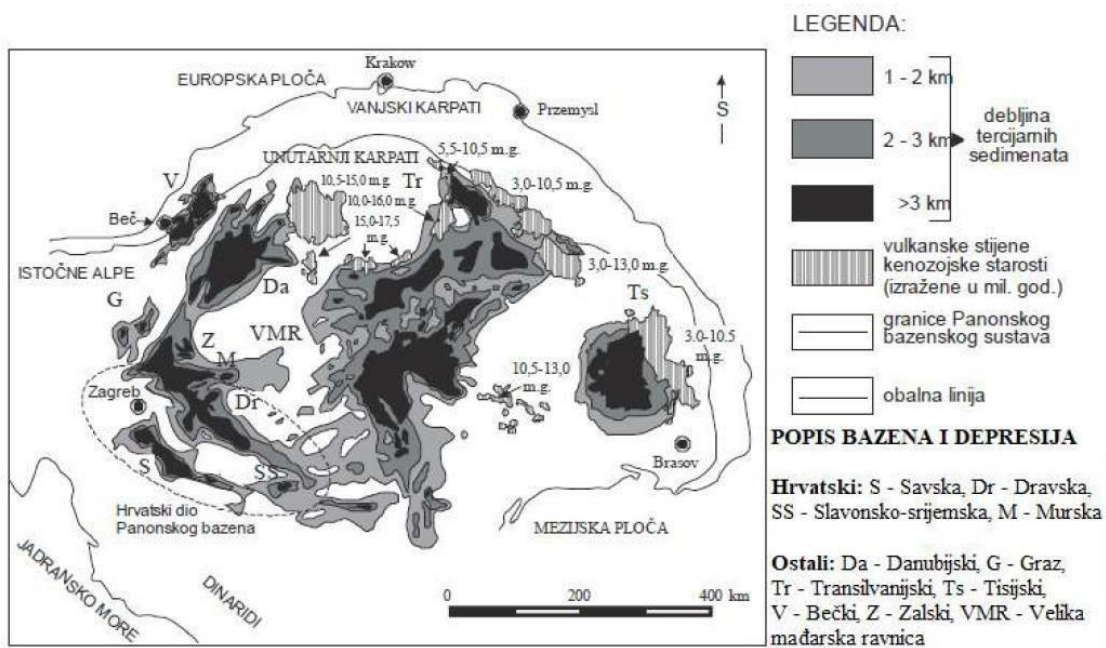 Krakow
EUROPSKA PLOČA
VANJSKI KARPATI
Przemysl
S
UNUTARNJI KARPATI
5,5-10,5 m.g.
V
10,5-15,0 m.g.
Tr
3,0-10,5 m.g.
10,0-16,0 m.g.
Beč
15,0-17,5
m.g.
ISTOČNE ALPE
3,0-13,0 m.g.
Da
G
Ts
Z
VMR
3.0-10.5
m.g.
M
10,5-13,0
m.g.
Zagreb
Dr
Brasov
S
SS
Hrvatski dio
Panonskog bazena
MEZIJSKA PLOČA
JADRANSKO MORE
DINARIDI
0
200
400 km
LEGENDA:
1 - 2 km
2 - 3 km
>3 km
debljina
tercijarnih
sedimenata
vulkanske stijene
kenozojske starosti
(izražene u mil. god.)
granice Panonskog
bazenskog sustava
obalna linija
POPIS BAZENA I DEPRESIJA
Hrvatski: S - Savska, Dr - Dravska,
SS - Slavonsko-srijemska, M - Murska
Ostali: Da - Danubijski, G - Graz,
Tr - Transilvanijski, Ts - Tisijski,
V - Bečki, Z - Zalski, VMR - Velika
mađarska ravnica